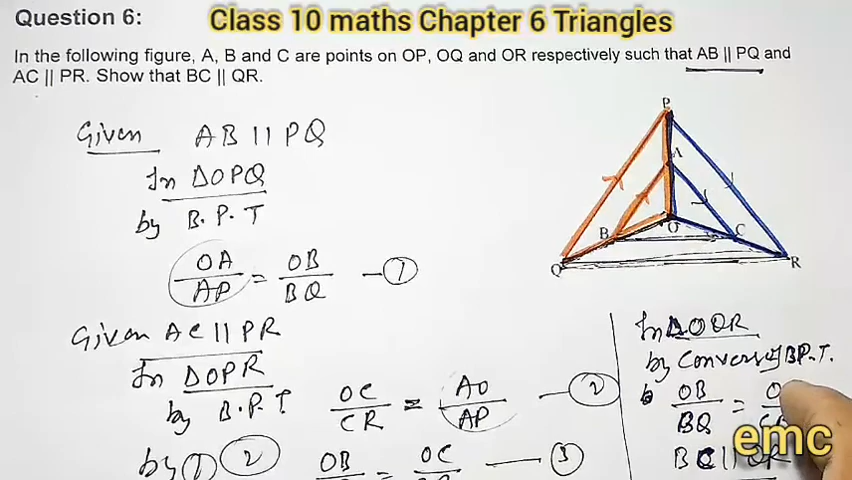 Question 6:
Class 10 maths Chapter 6 Triangles
In the following figure, A, B and C are points on OP, OQ and OR respectively such that AB || PQ and
AC || PR. Show that BC || QR.
Given AB || PQ
In ΔOPQ
by B.P.T
OA/AP = OB/BQ — ①
Given AC || PR
In ΔOPR
by B.P.T
OC/CR = AO/AP — ②
by ① ②
OB = OC — ③
P
A
B
O
C
Q
R
In ΔOQR
by Converse of B.P.T.
OB/BQ =
BC || QR
emc